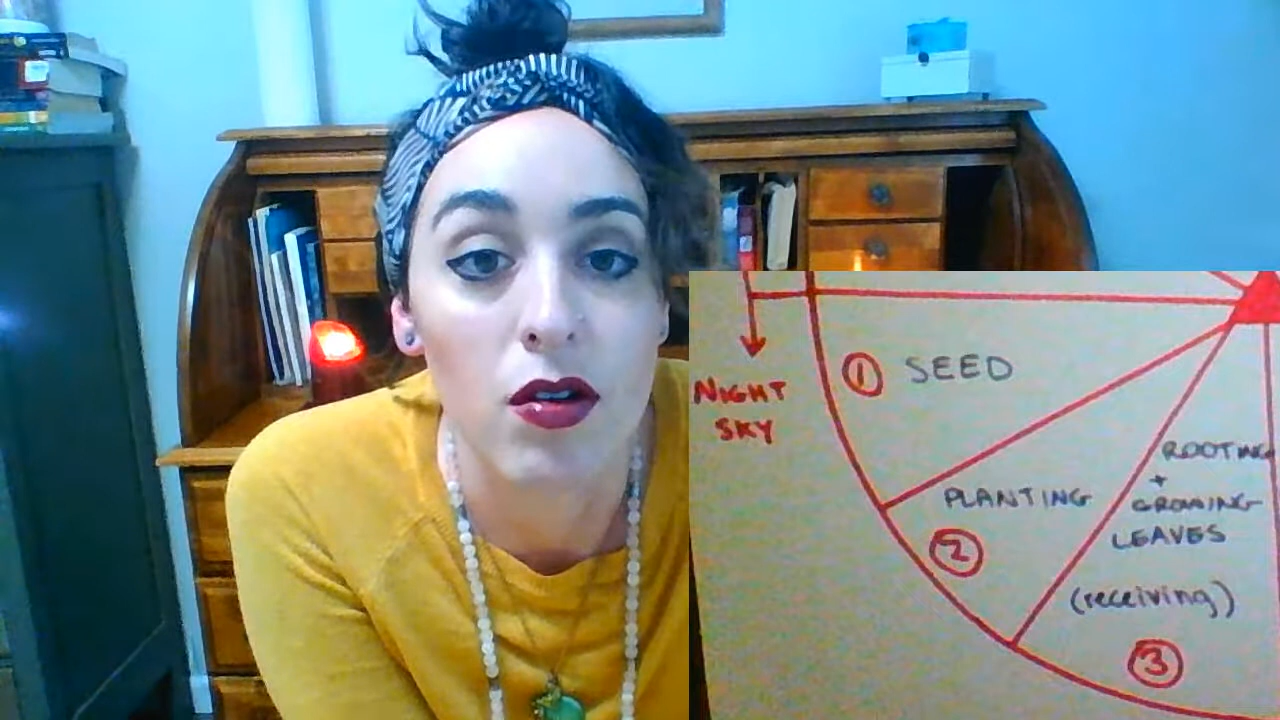 NIGHT
SKY
① SEED
PLANTING
②
ROOTING
+
GROWING
LEAVES
(receiving)
③